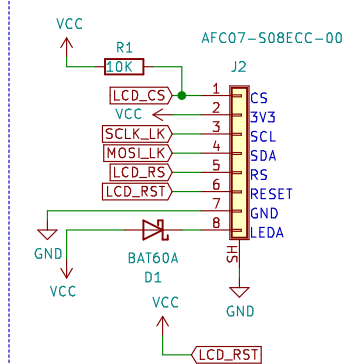 VCC
AFC07-S08ECC-00
R1
10K
J2
LCD_CS
1
CS
VCC
2
3V3
SCLK_LK
3
SCL
MOSI_LK
4
SDA
LCD_RS
5
RS
LCD_RST
6
RESET
7
GND
8
LEDA
GND
BAT60A
D1
HS
VCC
VCC
GND
LCD_RST